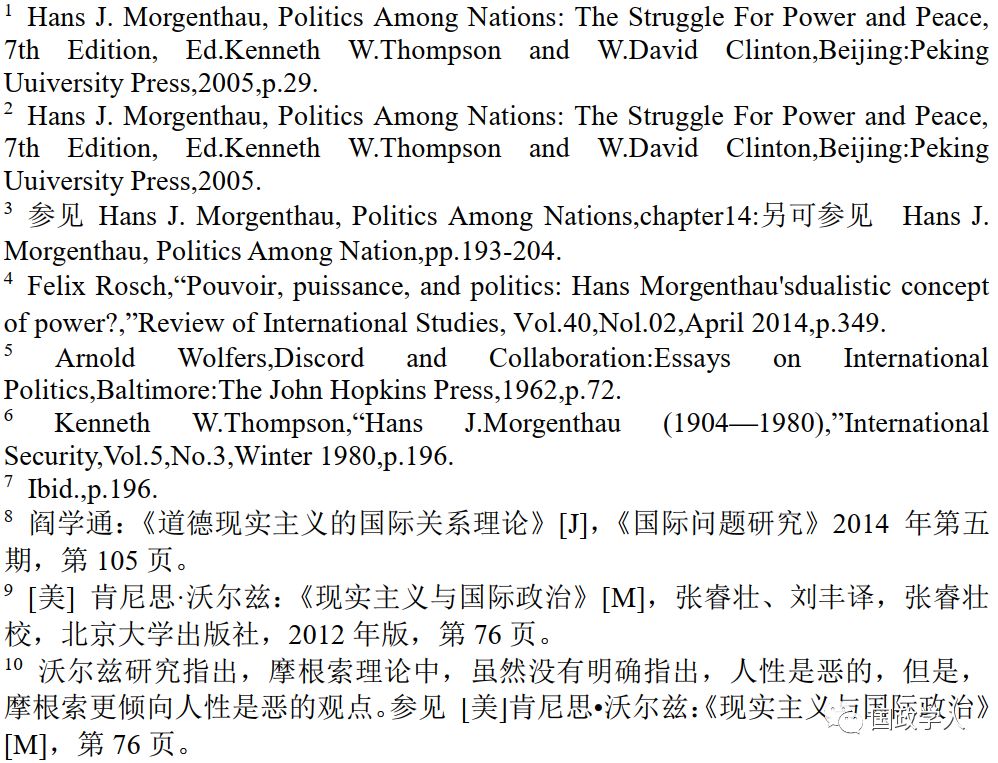 1 Hans J. Morgenthau, Politics Among Nations: The Struggle For Power and Peace,
7th Edition, Ed.Kenneth W.Thompson and W.David Clinton,Beijing:Peking
Uuiversity Press,2005,p.29.
2 Hans J. Morgenthau, Politics Among Nations: The Struggle For Power and Peace,
7th Edition, Ed.Kenneth W.Thompson and W.David Clinton,Beijing:Peking
Uuiversity Press,2005.
3 参见 Hans J. Morgenthau, Politics Among Nations,chapter14:另可参见 Hans J.
Morgenthau, Politics Among Nation,pp.193-204.
4 Felix Rosch,“Pouvoir, puissance, and politics: Hans Morgenthau'sdualistic concept
of power?,”Review of International Studies, Vol.40,Nol.02,April 2014,p.349.
5 Arnold Wolfers,Discord and Collaboration:Essays on International
Politics,Baltimore:The John Hopkins Press,1962,p.72.
6 Kenneth W.Thompson,“Hans J.Morgenthau (1904—1980),”International
Security,Vol.5,No.3,Winter 1980,p.196.
7 Ibid.,p.196.
8 阎学通：《道德现实主义的国际关系理论》[J]，《国际问题研究》2014 年第五
期，第 105 页。
9 [美] 肯尼思·沃尔兹：《现实主义与国际政治》[M]，张睿壮、刘丰译，张睿壮
校，北京大学出版社，2012 年版，第 76 页。
10 沃尔兹研究指出，摩根索理论中，虽然没有明确指出，人性是恶的，但是，
摩根索更倾向人性是恶的观点。参见 [美]肯尼思•沃尔兹：《现实主义与国际政治》
[M]，第 76 页。
国政学人